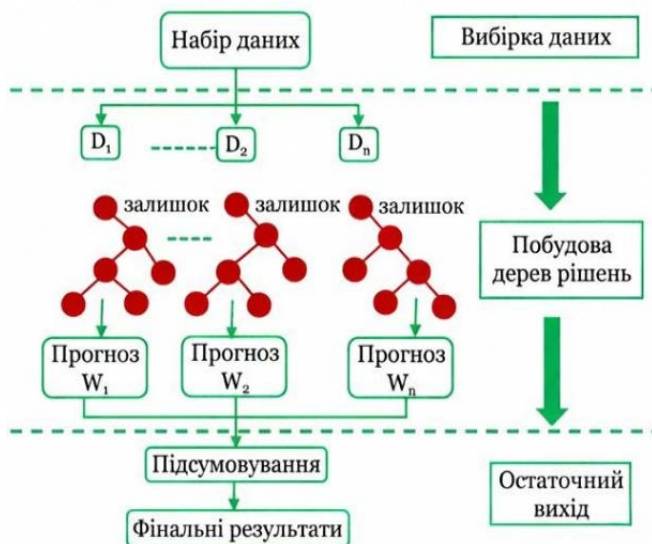 Набір даних
Вибірка даних
D₁
D₂
Dₙ
залишок
залишок
залишок
Побудова
дерев рішень
Прогноз
W₁
Прогноз
W₂
Прогноз
Wₙ
Підсумовування
Фінальні результати
Остаточний
вихід